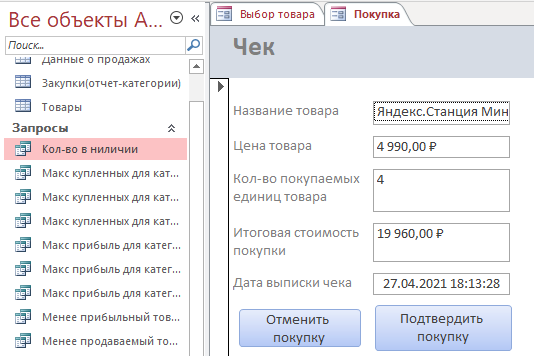 Все объекты A...
Поиск...
Данные о продажах
Закупки(отчет-категории)
Товары
Запросы
Кол-во в ниличии
Макс купленных для кат...
Макс купленных для кат...
Макс купленных для кат...
Макс прибыль для катег...
Макс прибыль для катег...
Макс прибыль для катег...
Менее прибыльный тов...
Менее продаваемый то...
Выбор товара
Покупка
Чек
Название товара
Яндекс.Станция Мин
Цена товара
4 990,00 ₽
Кол-во покупаемых
единиц товара
4
Итоговая стоимость
покупки
19 960,00 ₽
Дата выписки чека
27.04.2021 18:13:28
Отменить
покупку
Подтвердить
покупку